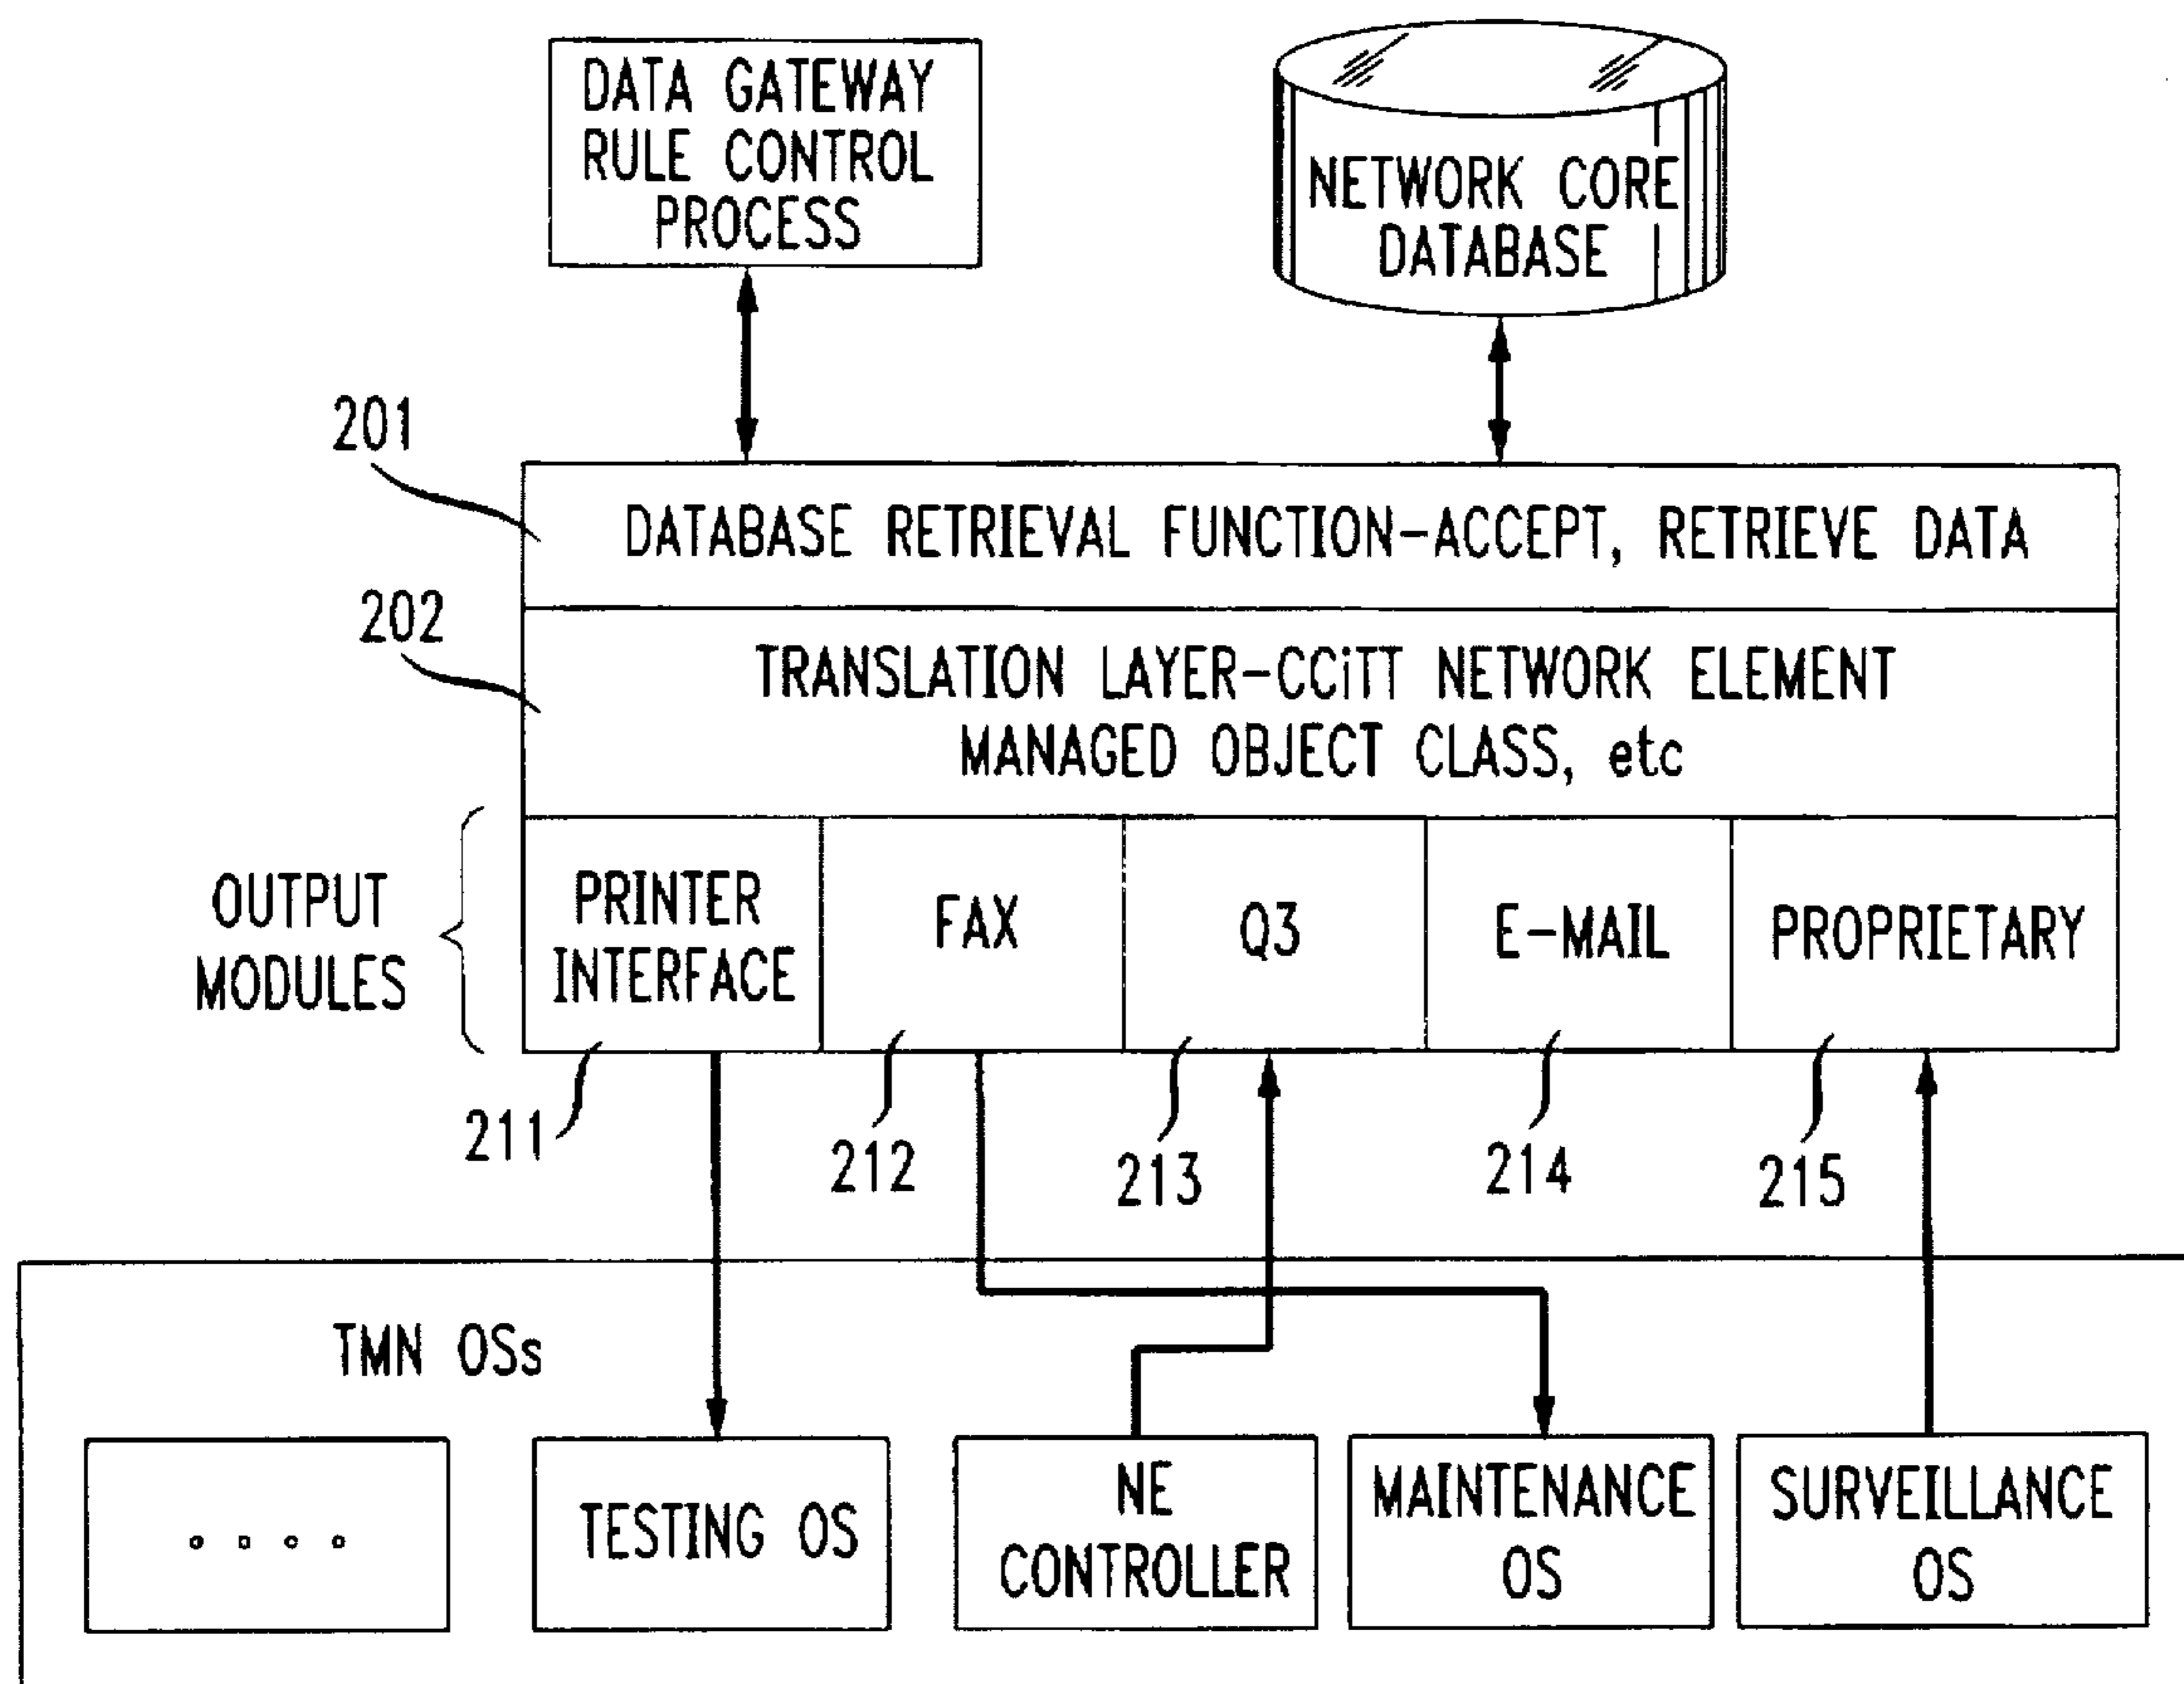 DATA GATEWAY
RULE CONTROL
PROCESS
NETWORK CORE
DATABASE
201
DATABASE RETRIEVAL FUNCTION-ACCEPT, RETRIEVE DATA
202
TRANSLATION LAYER-CCiTT NETWORK ELEMENT
MANAGED OBJECT CLASS, etc
OUTPUT
MODULES
PRINTER
INTERFACE
FAX
Q3
E-MAIL
PROPRIETARY
211
212
213
214
215
TMN OSs
TESTING OS
NE
CONTROLLER
MAINTENANCE
OS
SURVEILLANCE
OS